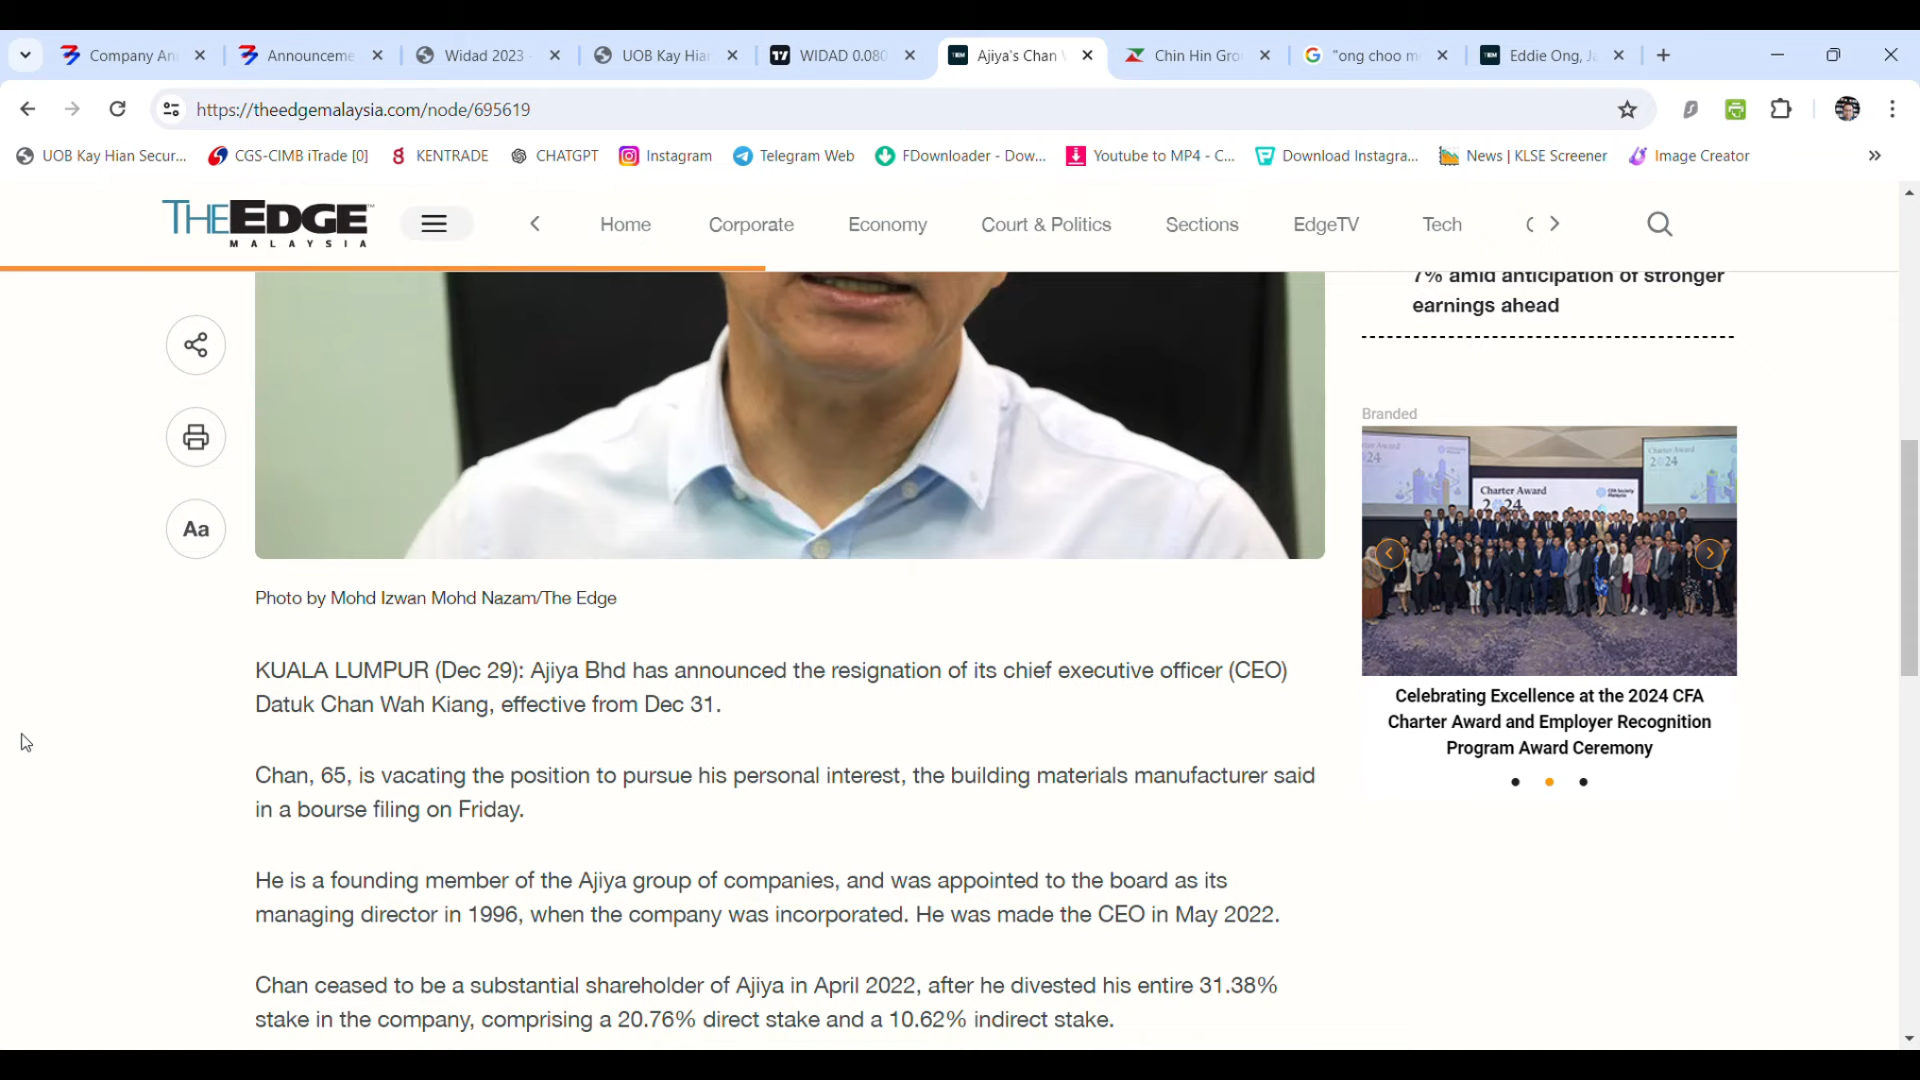 Company An
Announceme
Widad 2023 -
UOB Kay Hian
WIDAD 0.080
Ajiya's Chan
Chin Hin Gro
"ong choo m
Eddie Ong, Ja
https://theedgemalaysia.com/node/695619
UOB Kay Hian Secur...
CGS-CIMB iTrade [0]
KENTRADE
CHATGPT
Instagram
Telegram Web
FDownloader - Dow...
Youtube to MP4 - C...
Download Instagra...
News | KLSE Screener
Image Creator
THE EDGE
MALAYSIA
Home
Corporate
Economy
Court & Politics
Sections
EdgeTV
Tech
7% amid anticipation of stronger
earnings ahead
Aa
Branded
Charter Award
2024
Charter Award
2024
Photo by Mohd Izwan Mohd Nazam/The Edge
KUALA LUMPUR (Dec 29): Ajiya Bhd has announced the resignation of its chief executive officer (CEO)
Datuk Chan Wah Kiang, effective from Dec 31.
Chan, 65, is vacating the position to pursue his personal interest, the building materials manufacturer said
in a bourse filing on Friday.
He is a founding member of the Ajiya group of companies, and was appointed to the board as its
managing director in 1996, when the company was incorporated. He was made the CEO in May 2022.
Chan ceased to be a substantial shareholder of Ajiya in April 2022, after he divested his entire 31.38%
stake in the company, comprising a 20.76% direct stake and a 10.62% indirect stake.
Celebrating Excellence at the 2024 CFA
Charter Award and Employer Recognition
Program Award Ceremony